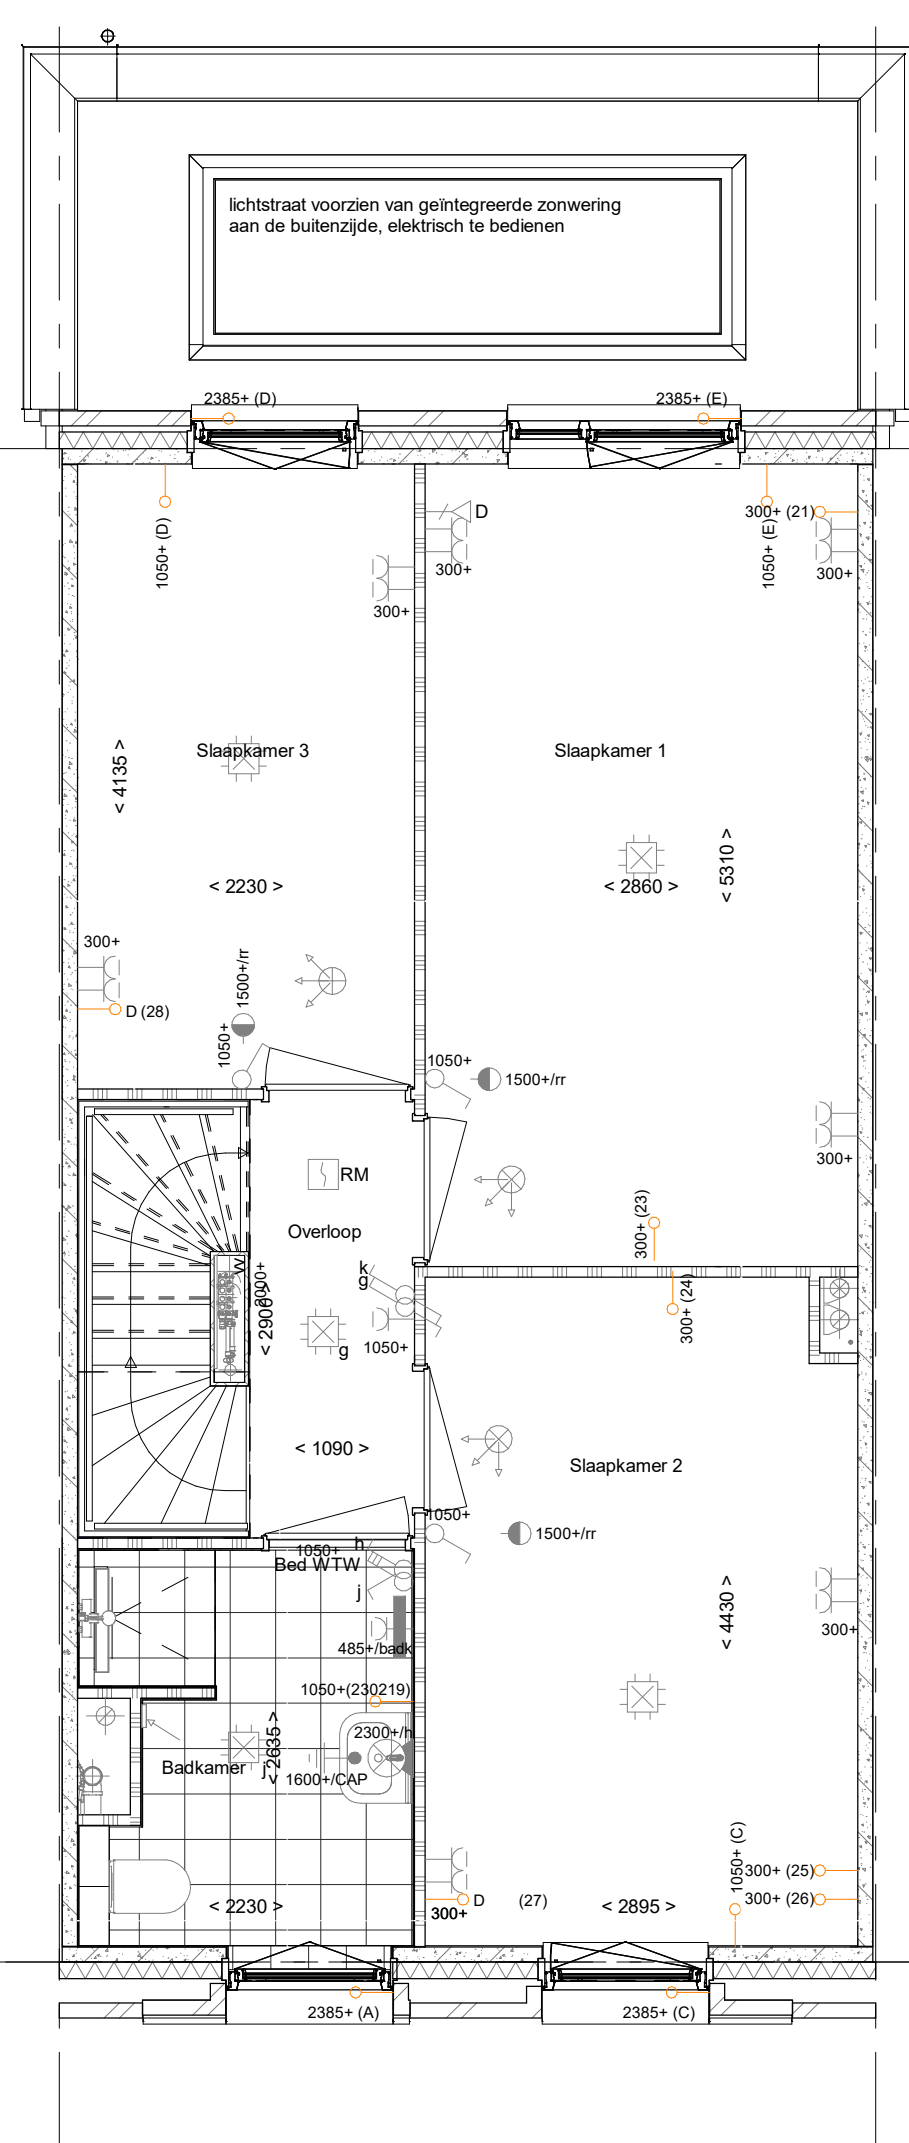 lichtstraat voorzien van geïntegreerde zonwering
aan de buitenzijde, elektrisch te bedienen
2385+ (D)
2385+ (E)
1050+ (D)
D
300+
300+
1050+ (E)
300+ (21)
300+
Slaapkamer 3
Slaapkamer 1
< 4135 >
< 5310 >
< 2230 >
< 2860 >
300+
D (28)
1500+/rr
1050+
1050+
1500+/rr
300+
RM
Overloop
300+ (23)
300+ (24)
k
g
< 2900 >
1050+
g
< 1090 >
Slaapkamer 2
1050+
1500+/rr
1050+
h
Bed WTW
j
< 4430 >
300+
485+/badk
1050+(230219)
2300+/h
< 2635 >
Badkamer
j
1600+/CAP
1050+ (C)
300+ (25)
300+ (26)
D
(27)
300+
< 2230 >
< 2895 >
2385+ (A)
2385+ (C)